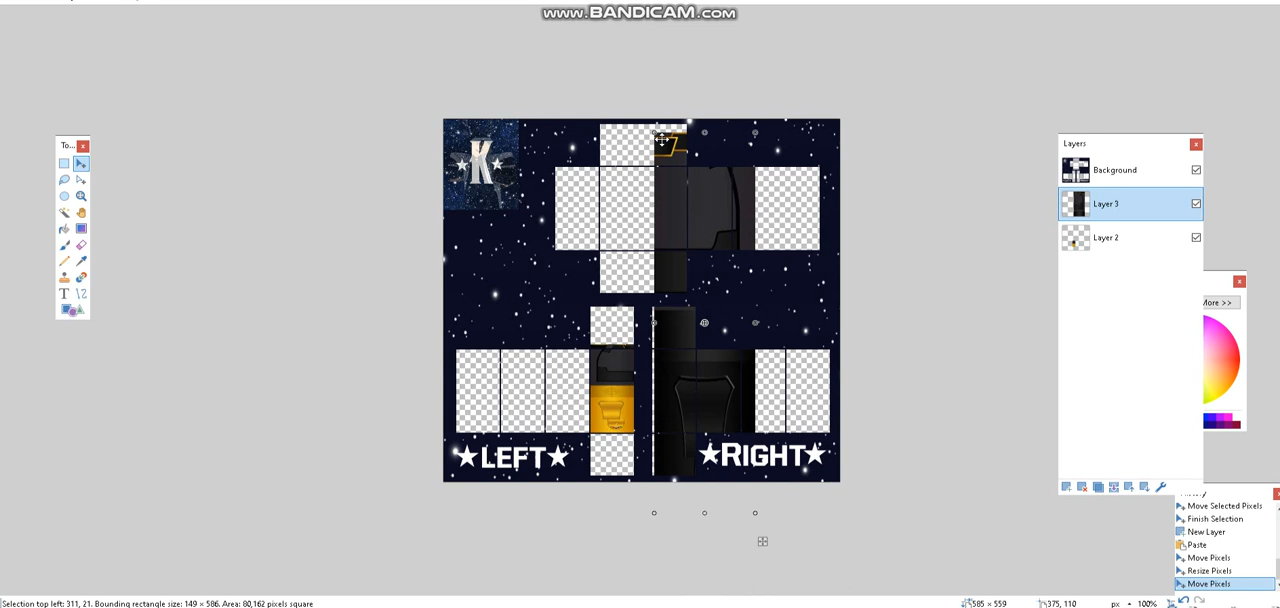 www.BANDICAM.com
To...
K
Layers
Background
Layer 3
Layer 2
More >>
T
★LEFT★
★RIGHT★
History
Move Selected Pixels
Finish Selection
New Layer
Paste
Move Pixels
Resize Pixels
Move Pixels
Selection top left: 311, 21. Bounding rectangle size: 149 × 586. Area: 80,162 pixels square
585 × 559
375, 110
px
100%